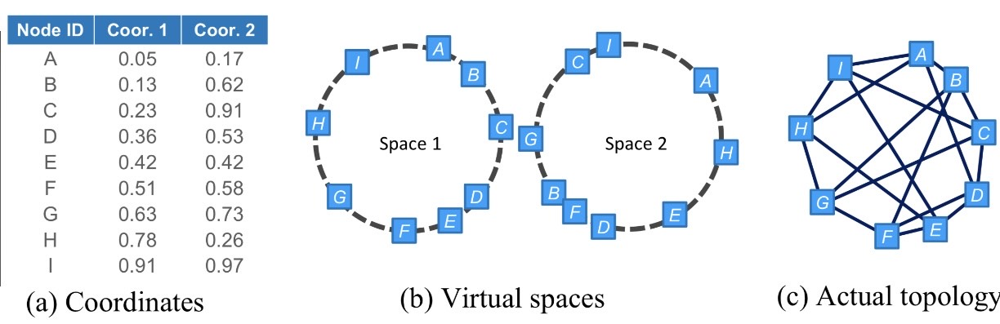 Node ID Coor. 1 Coor. 2
A 0.05 0.17
B 0.13 0.62
C 0.23 0.91
D 0.36 0.53
E 0.42 0.42
F 0.51 0.58
G 0.63 0.73
H 0.78 0.26
I 0.91 0.97
(a) Coordinates
A
I
B
H
C
Space 1
G
D
E
F
I
C
A
G
Space 2
H
B
F
E
D
(b) Virtual spaces
A
I
B
H
C
G
D
E
F
(c) Actual topology